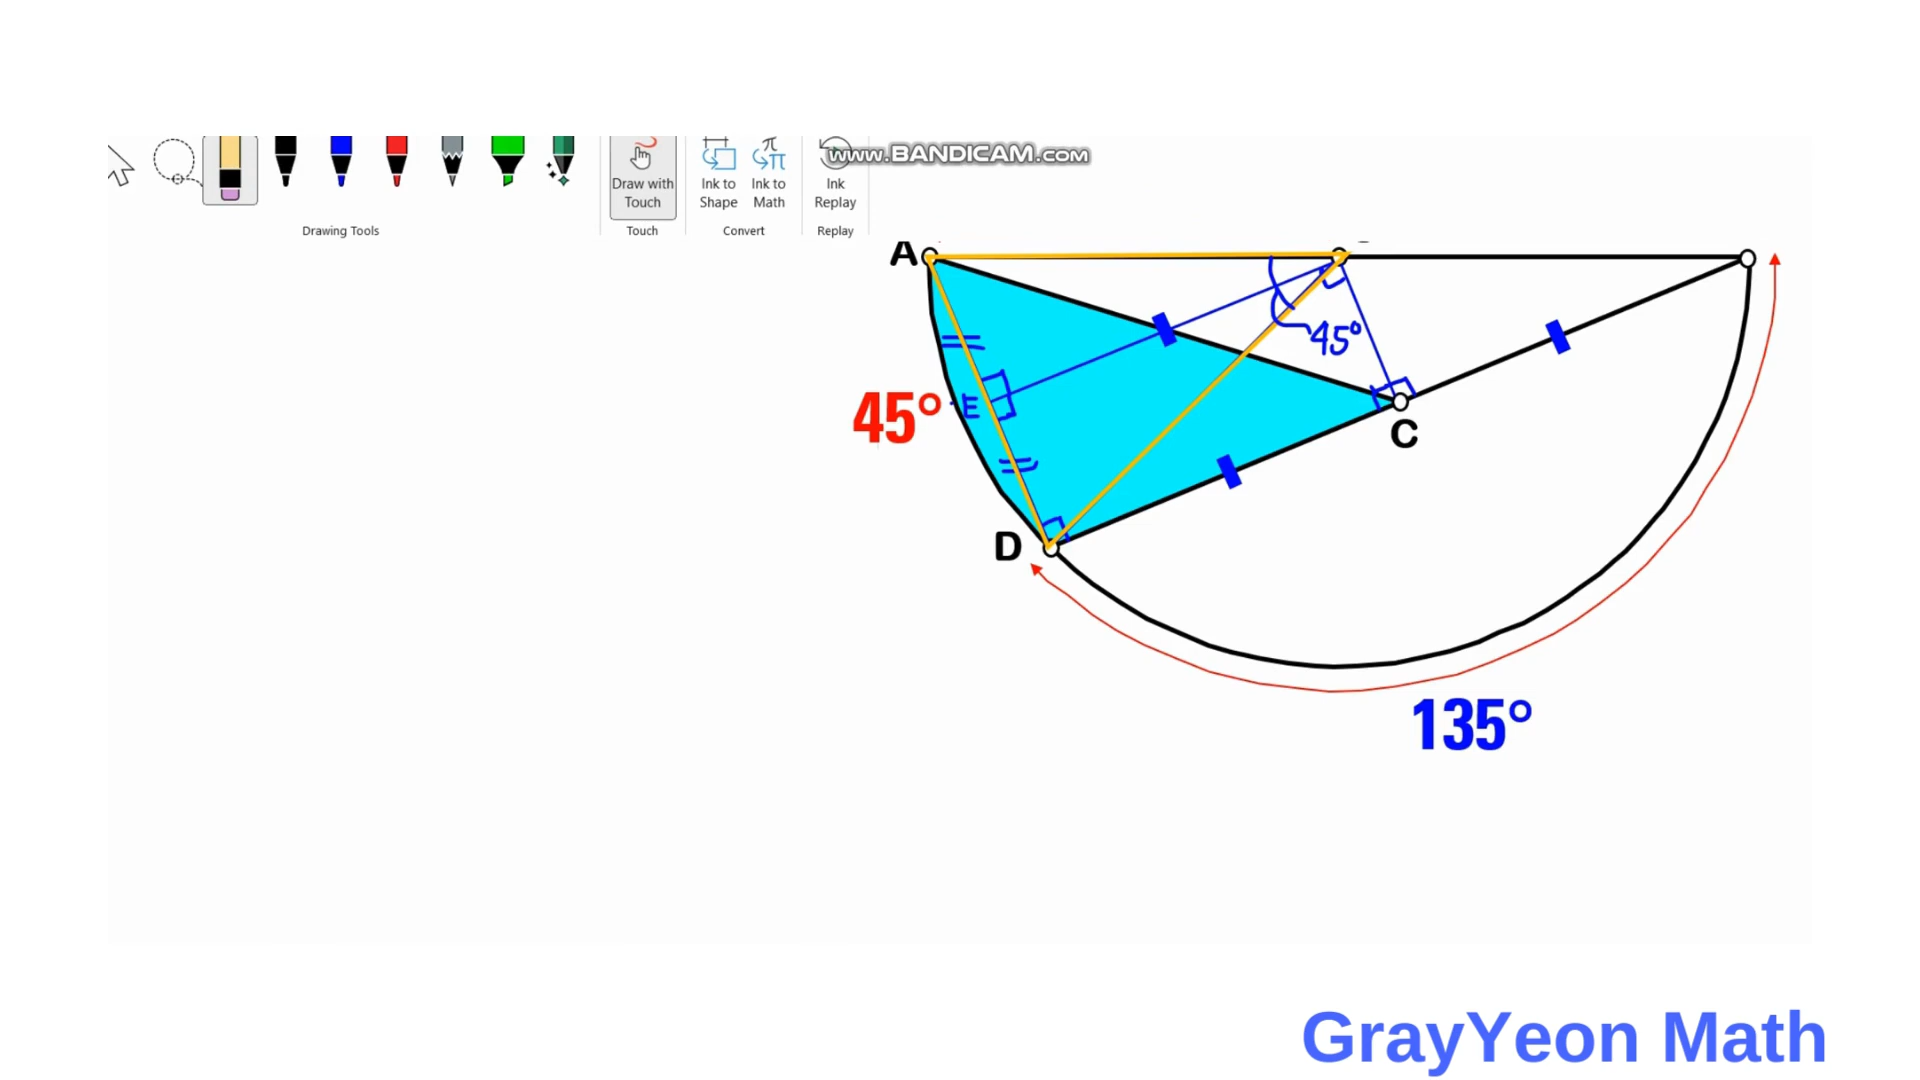 www.BANDICAM.com
Draw with Touch
Ink to Shape
Ink to Math
Ink Replay
Drawing Tools
Touch
Convert
Replay
A
45°
45°
E
C
D
135°
GrayYeon Math